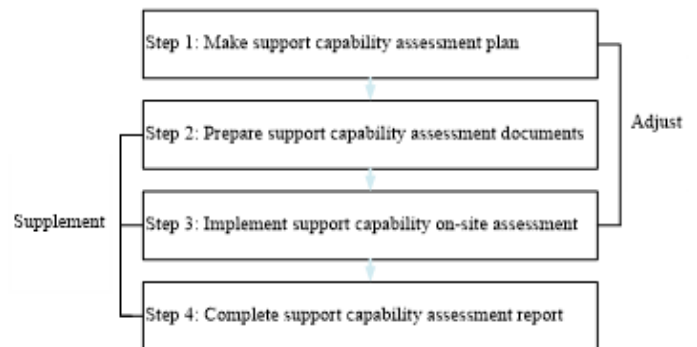 Step 1: Make support capability assessment plan
Adjust
Step 2: Prepare support capability assessment documents
Supplement
Step 3: Implement support capability on-site assessment
Step 4: Complete support capability assessment report